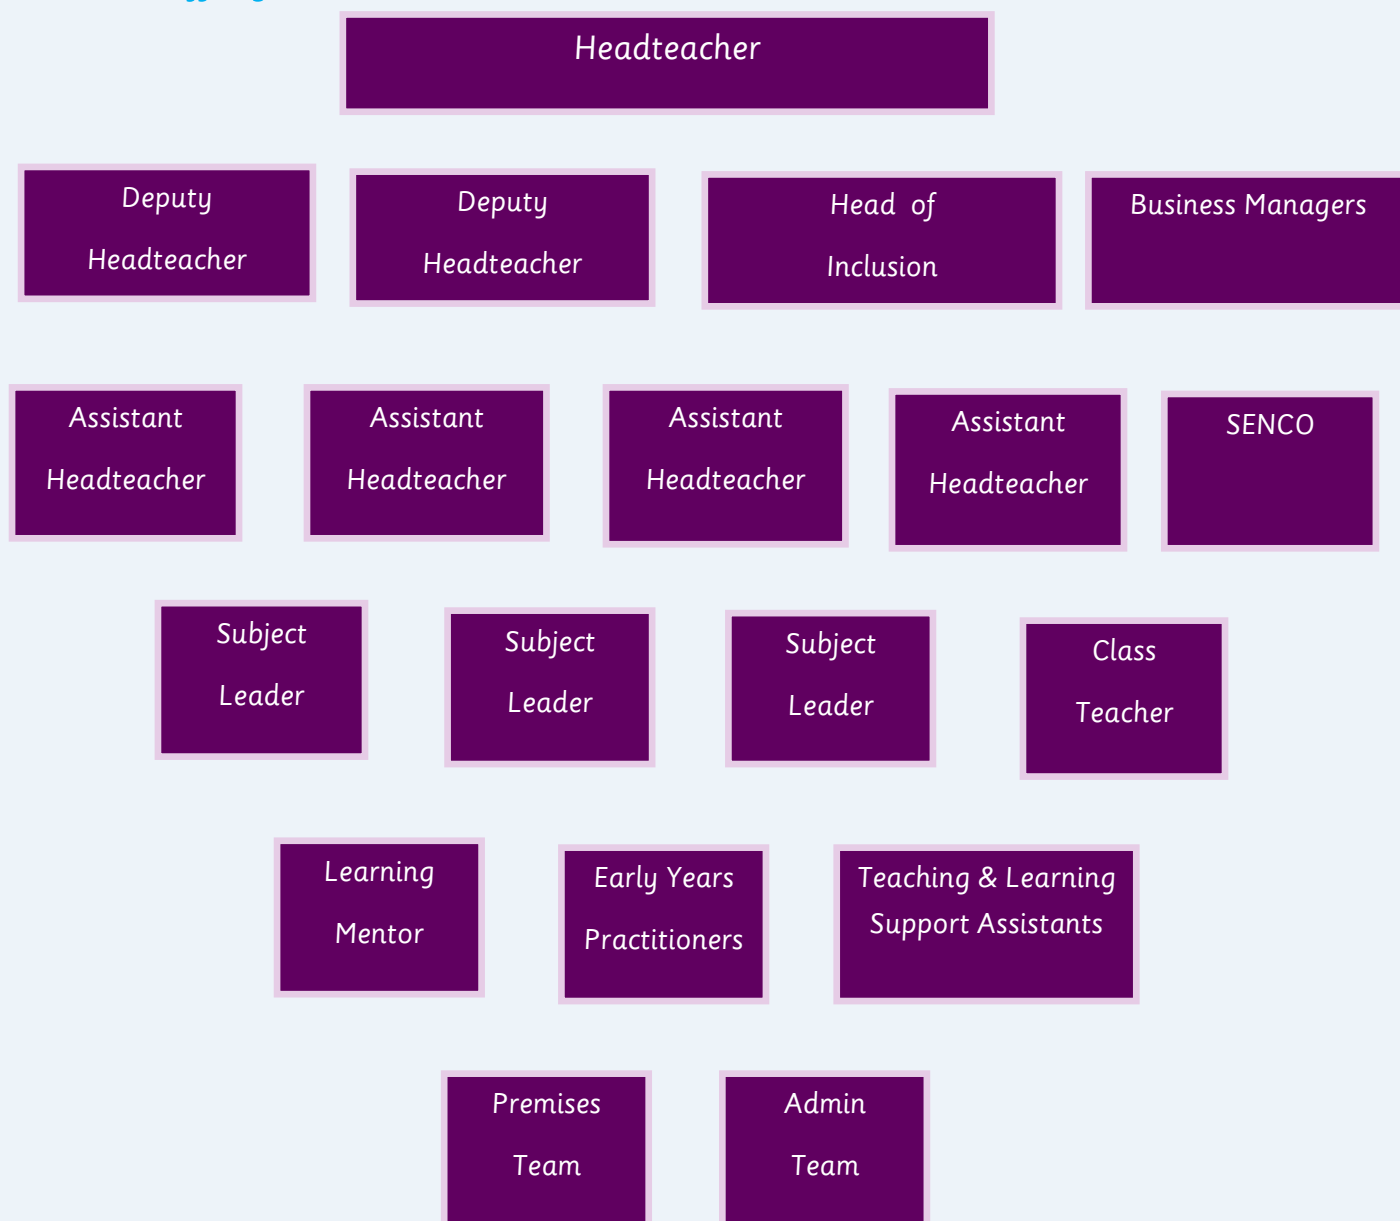 Headteacher
Deputy
Headteacher
Deputy
Headteacher
Head of
Inclusion
Business Managers
Assistant
Headteacher
Assistant
Headteacher
Assistant
Headteacher
Assistant
Headteacher
SENCO
Subject
Leader
Subject
Leader
Subject
Leader
Class
Teacher
Learning
Mentor
Early Years
Practitioners
Teaching & Learning
Support Assistants
Premises
Team
Admin
Team